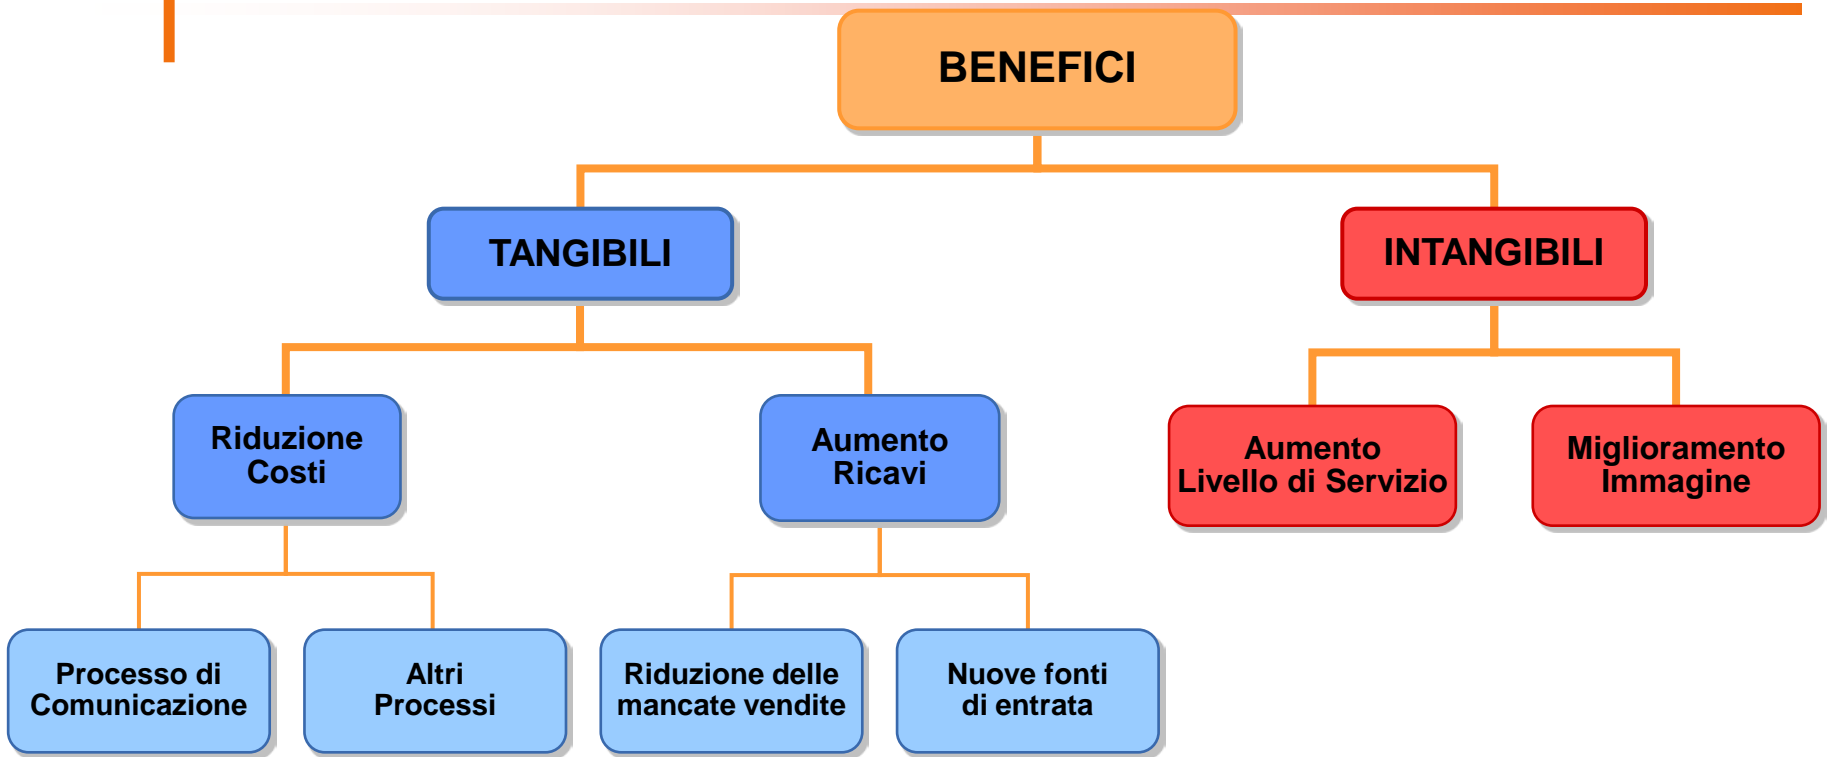 BENEFICI
TANGIBILI
INTANGIBILI
Riduzione
Costi
Aumento
Ricavi
Aumento
Livello di Servizio
Miglioramento
Immagine
Processo di
Comunicazione
Altri
Processi
Riduzione delle
mancate vendite
Nuove fonti
di entrata